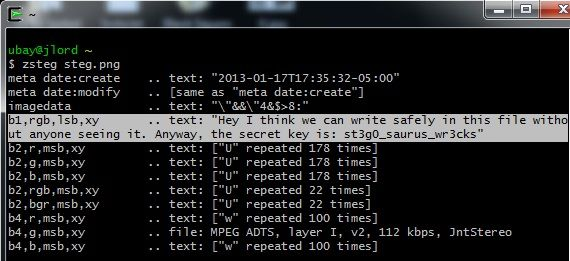 ~
ubay@jlord ~
$ zsteg steg.png
meta date:create    .. text: "2013-01-17T17:35:32-05:00"
meta date:modify    .. [same as "meta date:create"]
imagedata           .. text: "\"&&\"4&$>8:"
b1,rgb,lsb,xy       .. text: "Hey I think we can write safely in this file witho
ut anyone seeing it. Anyway, the secret key is: st3g0_saurus_wr3cks"
b2,r,msb,xy         .. text: ["U" repeated 178 times]
b2,g,msb,xy         .. text: ["U" repeated 178 times]
b2,b,msb,xy         .. text: ["U" repeated 178 times]
b2,rgb,msb,xy       .. text: ["U" repeated 22 times]
b2,bgr,msb,xy       .. text: ["U" repeated 22 times]
b4,r,msb,xy         .. text: ["w" repeated 100 times]
b4,g,msb,xy         .. file: MPEG ADTS, layer I, v2, 112 kbps, JntStereo
b4,b,msb,xy         .. text: ["w" repeated 100 times]